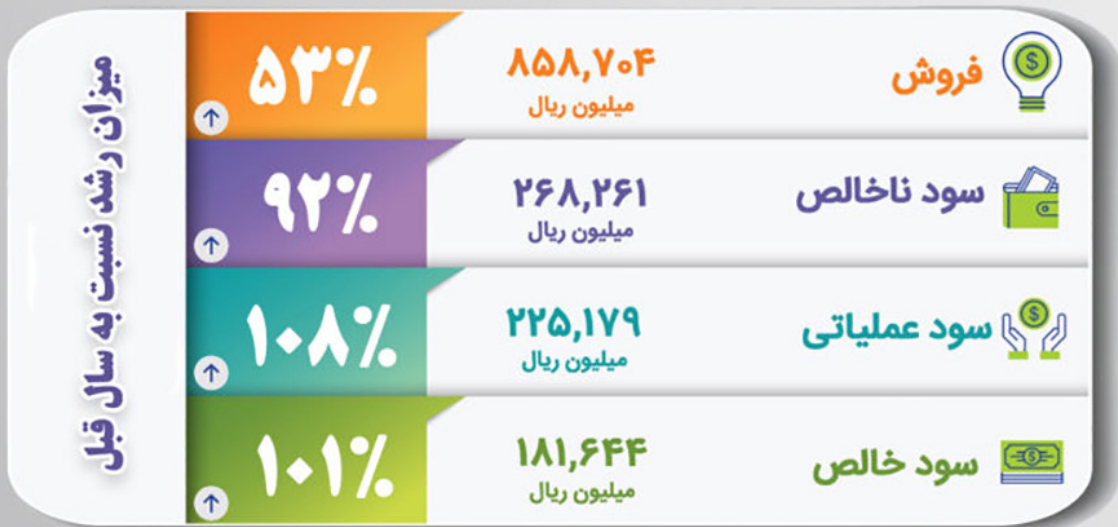 فروش
۸۵۸,۷۰۴
میلیون ریال
۵۳%
سود ناخالص
۲۶۸,۲۶۱
میلیون ریال
۹۲%
سود عملیاتی
۲۲۵,۱۷۹
میلیون ریال
۱۰۸%
سود خالص
۱۸۱,۶۴۴
میلیون ریال
۱۰۱%
میزان رشد نسبت به سال قبل